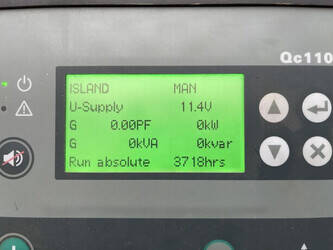 Qc110
ISLAND MAN
U-Supply 11.4V
G 0.00PF 0kW
G 0kVA 0kvar
Run absolute 3718hrs